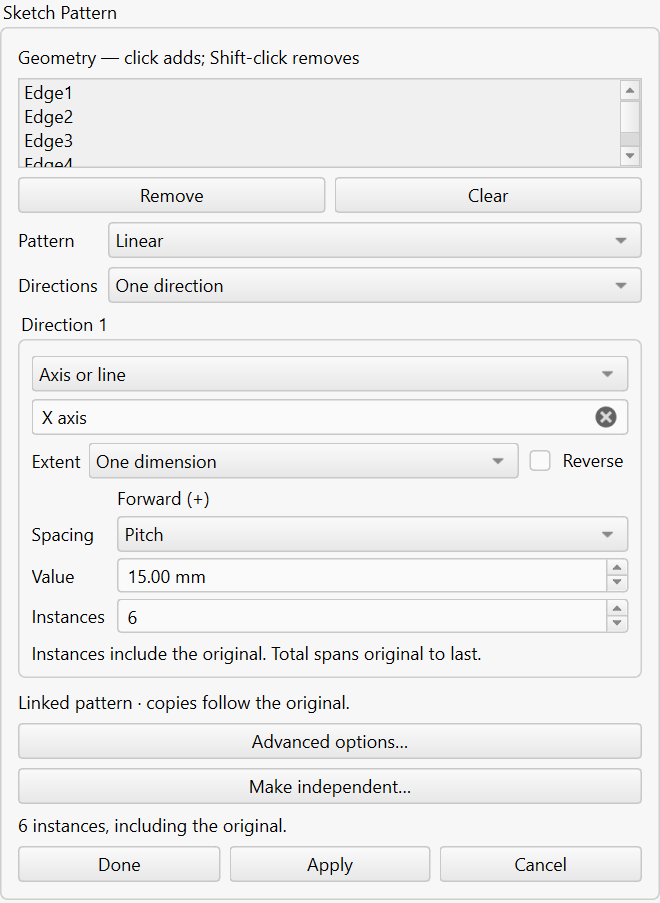 Sketch Pattern
Geometry — click adds; Shift-click removes
Edge1
Edge2
Edge3
Edge4
Remove Clear
Pattern Linear
Directions One direction
Direction 1
Axis or line
X axis
Extent One dimension Reverse
Forward (+)
Spacing Pitch
Value 15.00 mm
Instances 6
Instances include the original. Total spans original to last.
Linked pattern · copies follow the original.
Advanced options...
Make independent...
6 instances, including the original.
Done Apply Cancel